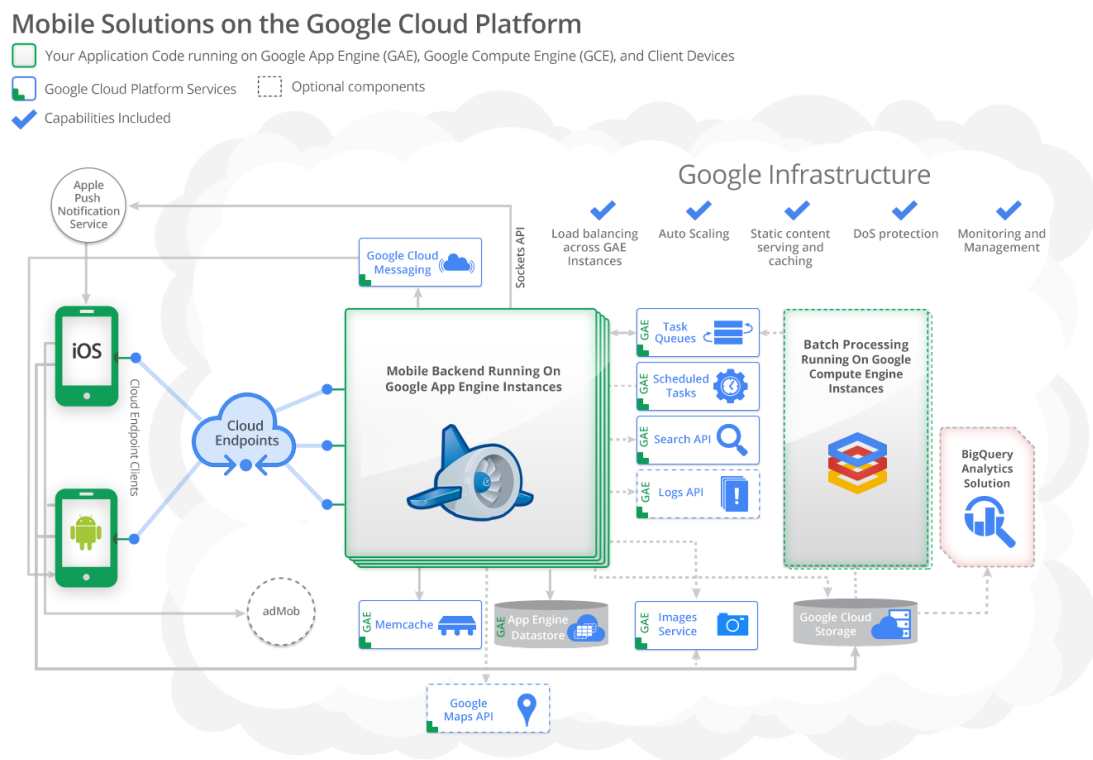 Mobile Solutions on the Google Cloud Platform
Your Application Code running on Google App Engine (GAE), Google Compute Engine (GCE), and Client Devices
Google Cloud Platform Services
Optional components
Capabilities Included
Google Infrastructure
Load balancing
across GAE
Instances
Auto Scaling
Static content
serving and
caching
DoS protection
Monitoring and
Management
Apple
Push
Notification
Service
Sockets API
Google Cloud
Messaging
iOS
Cloud Endpoint Clients
Cloud
Endpoints
Mobile Backend Running On
Google App Engine Instances
GAE
Task
Queues
GAE
Scheduled
Tasks
GAE
Search API
GAE
Logs API
Batch Processing
Running On Google
Compute Engine
Instances
BigQuery
Analytics
Solution
adMob
GAE
Memcache
GAE
App Engine
Datastore
GAE
Images
Service
Google Cloud
Storage
Google
Maps API